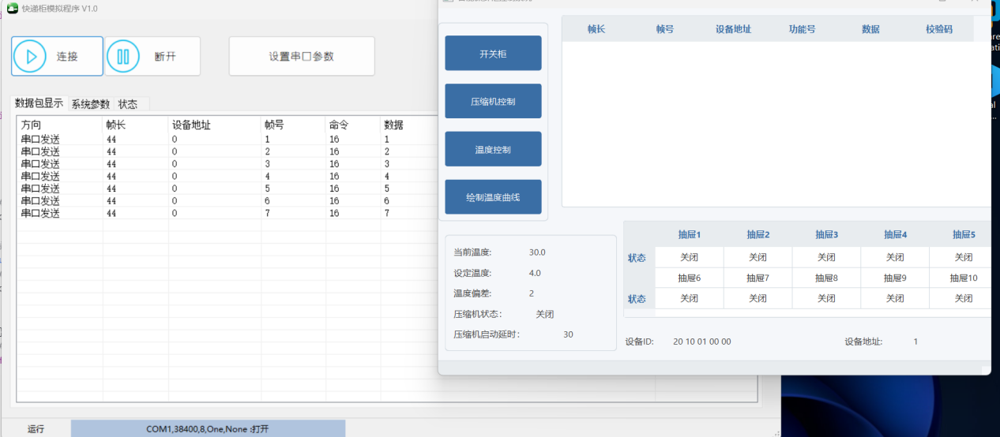 快递柜模拟程序 V1.0
连接
断开
设置串口参数
数据包显示 系统参数 状态
方向 帧长 设备地址 帧号 命令 数据
串口发送 44 0 1 16 1
串口发送 44 0 2 16 2
串口发送 44 0 3 16 3
串口发送 44 0 4 16 4
串口发送 44 0 5 16 5
串口发送 44 0 6 16 6
串口发送 44 0 7 16 7
运行 COM1,38400,8,One,None :打开
开关柜
压缩机控制
温度控制
绘制温度曲线
帧长 帧号 设备地址 功能号 数据 校验码
当前温度: 30.0
设定温度: 4.0
温度偏差: 2
压缩机状态: 关闭
压缩机启动延时: 30
抽屉1 抽屉2 抽屉3 抽屉4 抽屉5
状态 关闭 关闭 关闭 关闭 关闭
抽屉6 抽屉7 抽屉8 抽屉9 抽屉10
状态 关闭 关闭 关闭 关闭 关闭
设备ID: 20 10 01 00 00 设备地址: 1